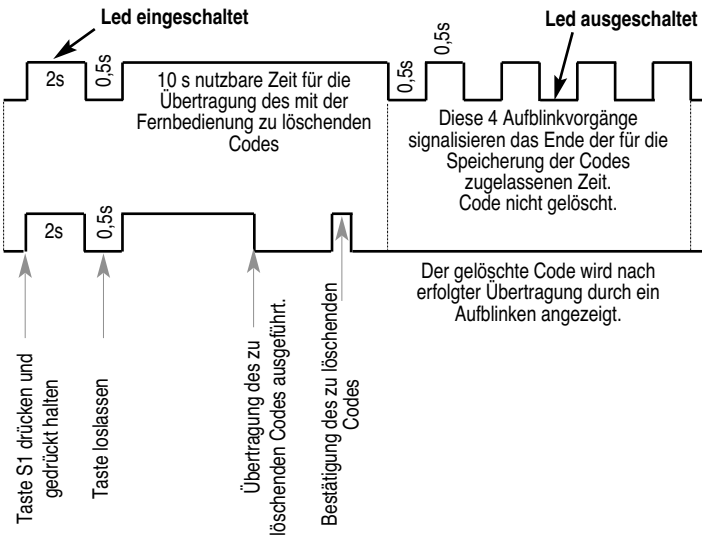 Led eingeschaltet
Led ausgeschaltet
2s
0,5s
10 s nutzbare Zeit für die
Übertragung des mit der
Fernbedienung zu löschenden
Codes
0,5s
0,5s
Diese 4 Aufblinkvorgänge
signalisieren das Ende der für die
Speicherung der Codes
zugelassenen Zeit.
Code nicht gelöscht.
2s
0,5s
Der gelöschte Code wird nach
erfolgter Übertragung durch ein
Aufblinken angezeigt.
Taste S1 drücken und
gedrückt halten
Taste loslassen
Übertragung des zu
löschenden Codes ausgeführt.
Bestätigung des zu löschenden
Codes